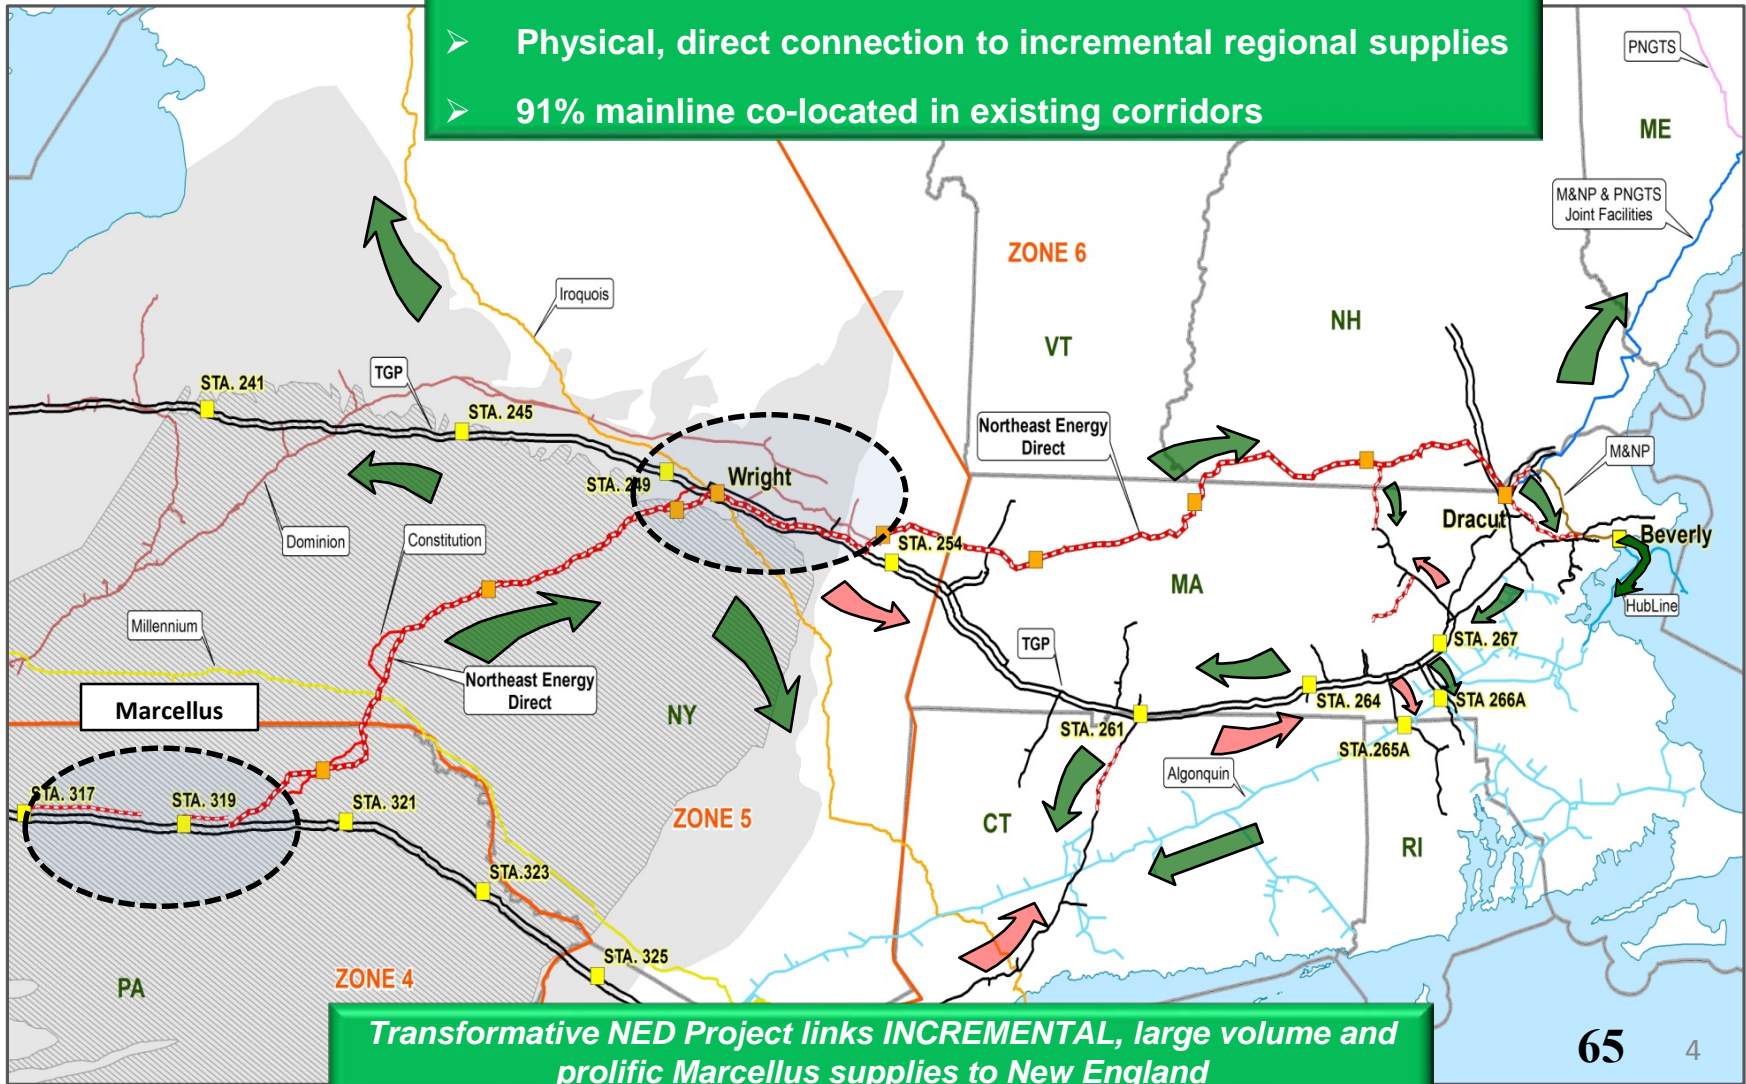 ➢ Physical, direct connection to incremental regional supplies
➢ 91% mainline co-located in existing corridors
PNGTS
ME
M&NP & PNGTS
Joint Facilities
ZONE 6
Iroquois
NH
VT
TGP
STA. 241
STA. 245
Northeast Energy
Direct
M&NP
Wright
STA. 249
Dracut
Beverly
Dominion
Constitution
STA. 254
MA
HubLine
Millennium
STA. 267
TGP
Northeast Energy
Direct
Marcellus
NY
STA. 264
STA 266A
STA. 261
STA.265A
Algonquin
STA. 317
STA. 319
STA. 321
ZONE 5
CT
RI
STA.323
STA. 325
PA
ZONE 4
Transformative NED Project links INCREMENTAL, large volume and
prolific Marcellus supplies to New England
65
4